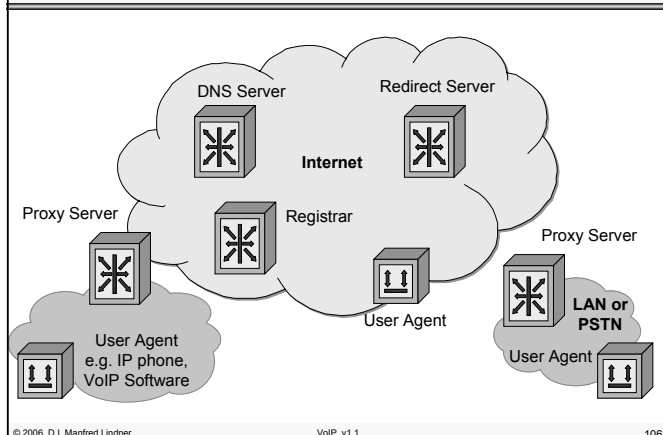 DNS Server
Redirect Server
Internet
Proxy Server
Registrar
Proxy Server
User Agent
LAN or
PSTN
User Agent
e.g. IP phone,
VoIP Software
User Agent
© 2006, D.I. Manfred Lindner
VoIP, v1.1
106